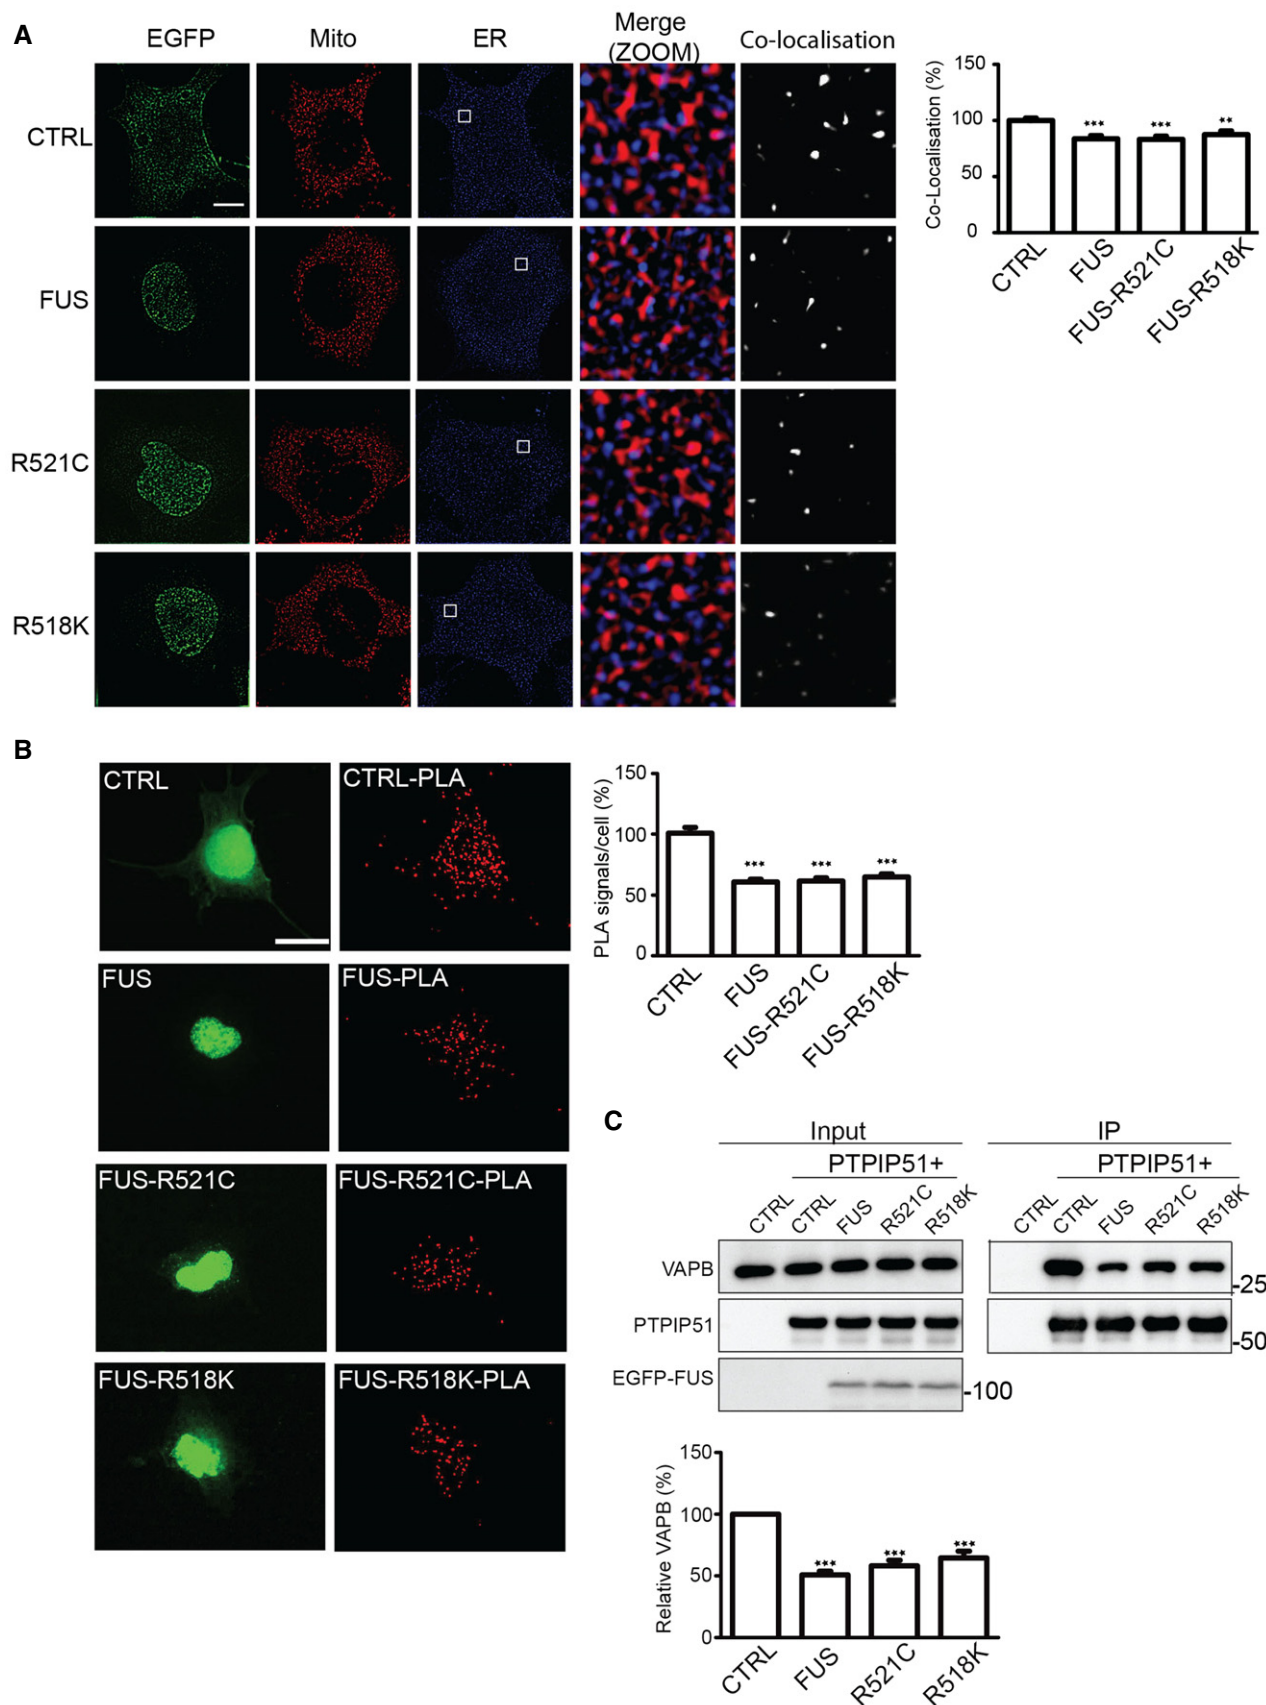 A
EGFP
Mito
ER
Merge
(ZOOM)
Co-localisation
CTRL
FUS
R521C
R518K
Co-Localisation (%)
150
100
50
0
***
***
**
CTRL
FUS
FUS-R521C
FUS-R518K
B
CTRL
CTRL-PLA
FUS
FUS-PLA
FUS-R521C
FUS-R521C-PLA
FUS-R518K
FUS-R518K-PLA
PLA signals/cell (%)
150
100
50
0
***
***
***
CTRL
FUS
FUS-R521C
FUS-R518K
C
Input
IP
PTPIP51+
PTPIP51+
CTRL
CTRL
FUS
R521C
R518K
CTRL
CTRL
FUS
R521C
R518K
VAPB
-25
PTPIP51
-50
EGFP-FUS
-100
Relative VAPB (%)
150
100
50
0
***
***
***
CTRL
FUS
R521C
R518K